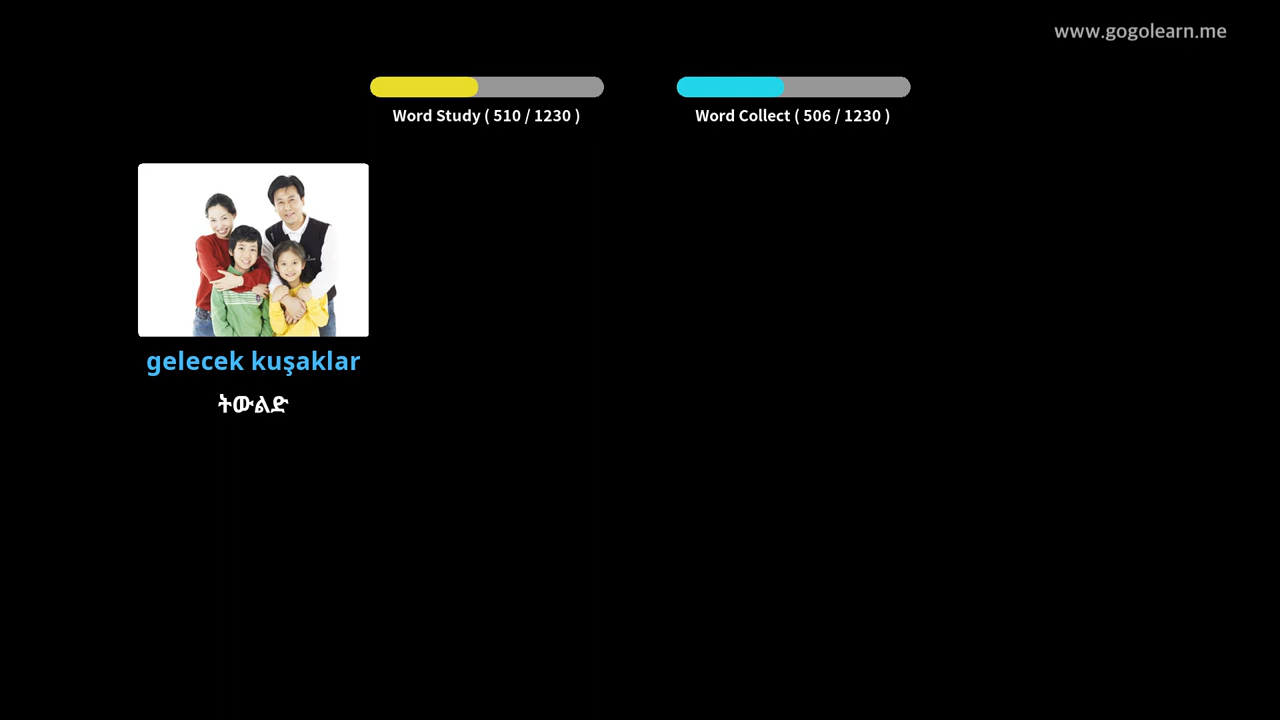 www.gogolearn.me
Word Study ( 510 / 1230 )
Word Collect ( 506 / 1230 )
gelecek kuşaklar
ትውልድ